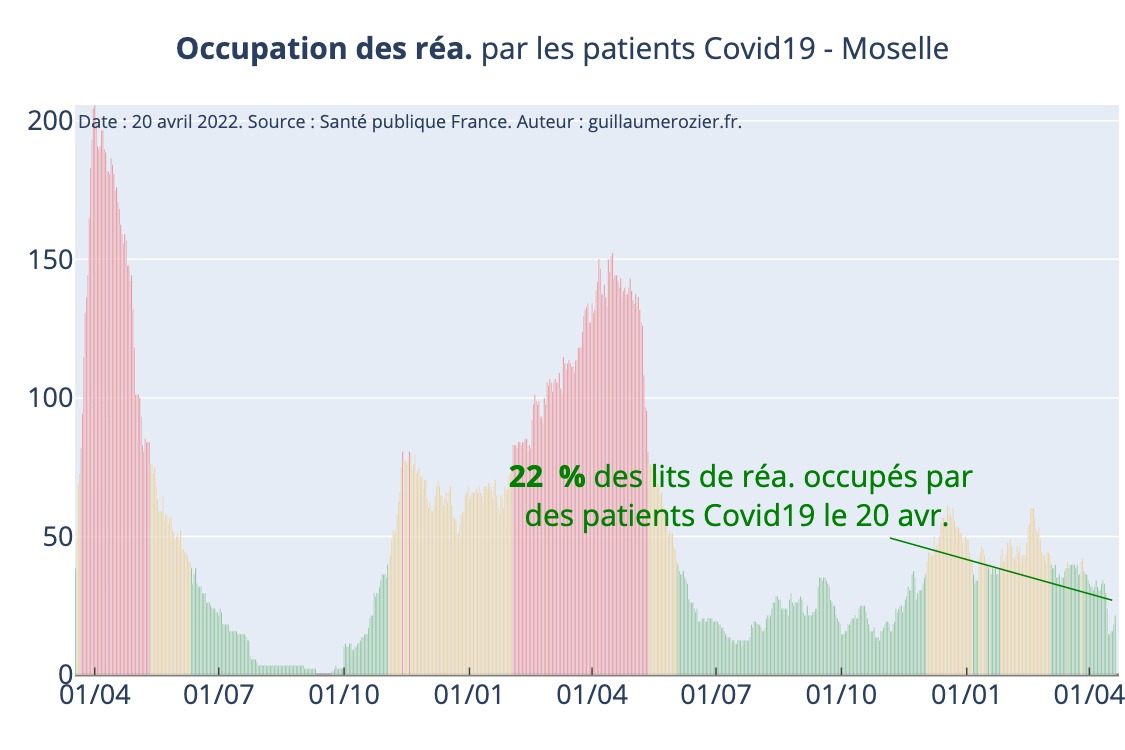 Occupation des réa. par les patients Covid19 - Moselle
200
Date : 20 avril 2022. Source : Santé publique France. Auteur : guillaumerozier.fr.
150
100
22 % des lits de réa. occupés par
des patients Covid19 le 20 avr.
50
0
01/04 01/07 01/10 01/01 01/04 01/07 01/10 01/01 01/04